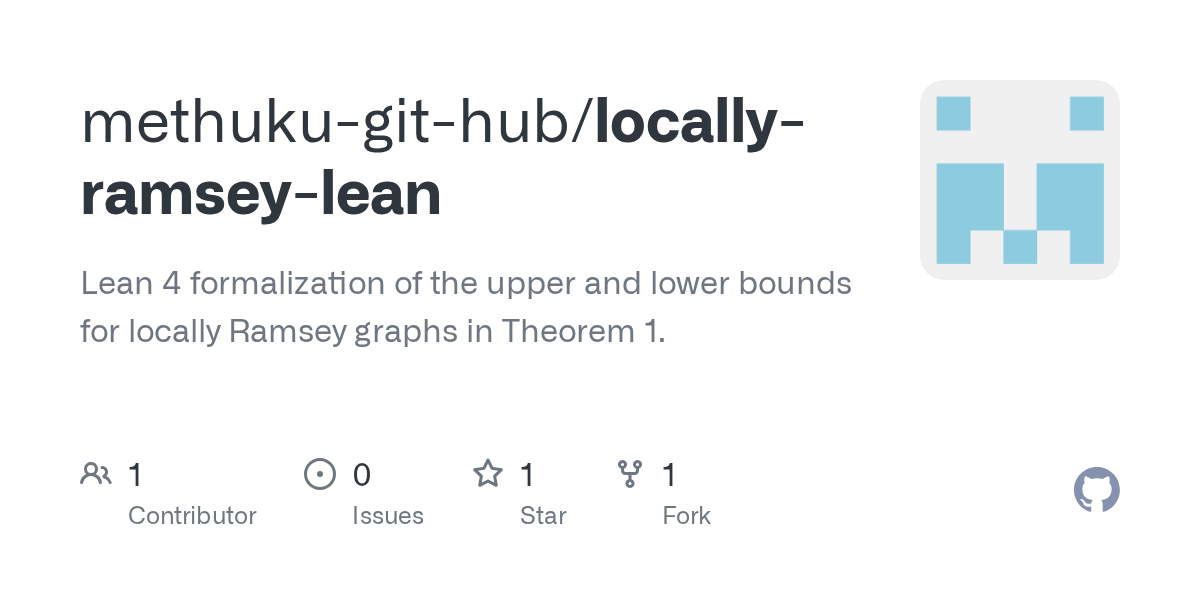 methuku-git-hub/locally-
ramsey-lean
Lean 4 formalization of the upper and lower bounds
for locally Ramsey graphs in Theorem 1.
1 0 1 1
Contributor Issues Star Fork